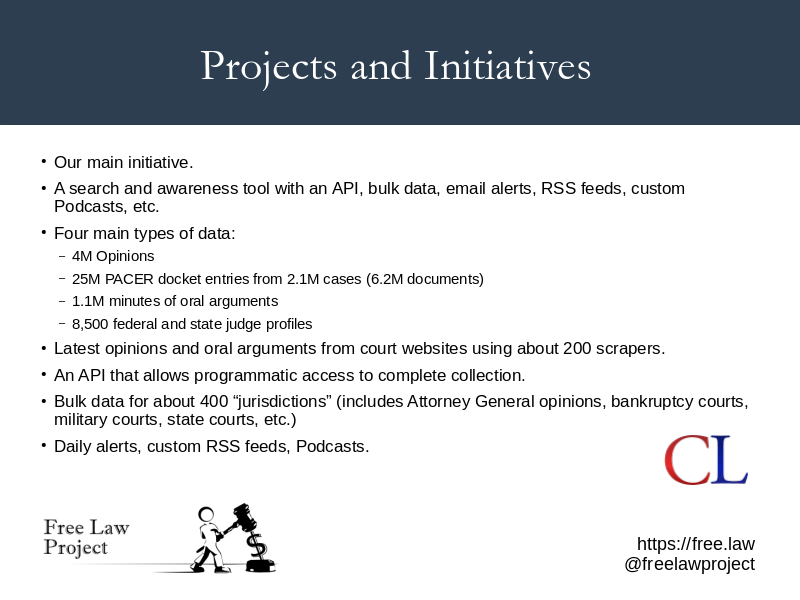 Projects and Initiatives
• Our main initiative.
• A search and awareness tool with an API, bulk data, email alerts, RSS feeds, custom
Podcasts, etc.
• Four main types of data:
– 4M Opinions
– 25M PACER docket entries from 2.1M cases (6.2M documents)
– 1.1M minutes of oral arguments
– 8,500 federal and state judge profiles
• Latest opinions and oral arguments from court websites using about 200 scrapers.
• An API that allows programmatic access to complete collection.
• Bulk data for about 400 “jurisdictions” (includes Attorney General opinions, bankruptcy courts,
military courts, state courts, etc.)
• Daily alerts, custom RSS feeds, Podcasts.
CL
Free Law
Project
$
https://free.law
@freelawproject